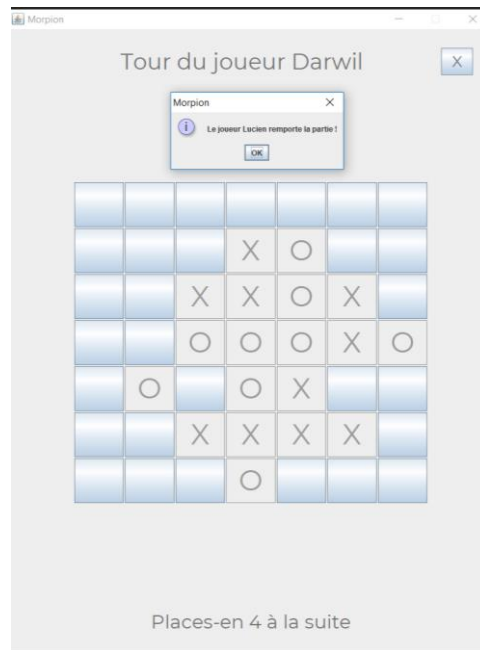 Morpion
Tour du joueur Darwil
X
Morpion
Le joueur Lucien remporte la partie !
OK
X O
X X O X
O O O X O
O O X
X X X X
O
Places-en 4 à la suite